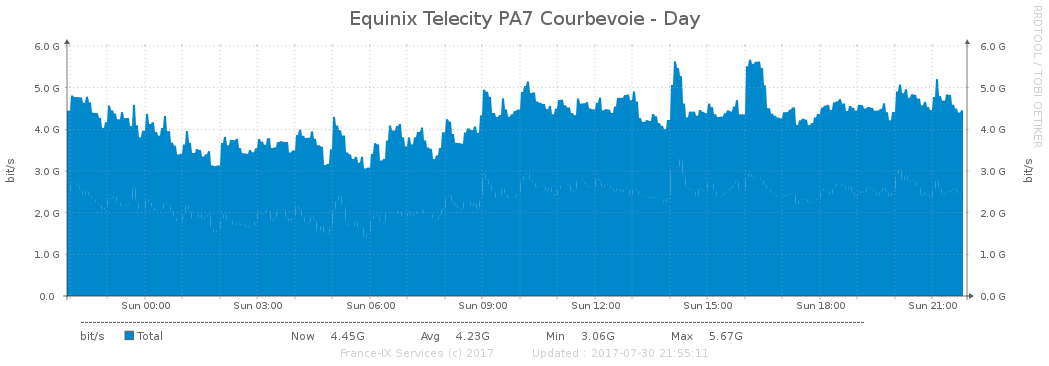 Equinix Telecity PA7 Courbevoie - Day
RRDTOOL / TOBI OETIKER
bit/s
6.0 G 6.0 G
5.0 G 5.0 G
4.0 G 4.0 G
3.0 G 3.0 G
2.0 G 2.0 G
1.0 G 1.0 G
0.0 0.0 G
bit/s
Sun 00:00 Sun 03:00 Sun 06:00 Sun 09:00 Sun 12:00 Sun 15:00 Sun 18:00 Sun 21:00
bit/s Total Now 4.45G Avg 4.23G Min 3.06G Max 5.67G
France-IX Services (c) 2017 Updated : 2017-07-30 21:55:11